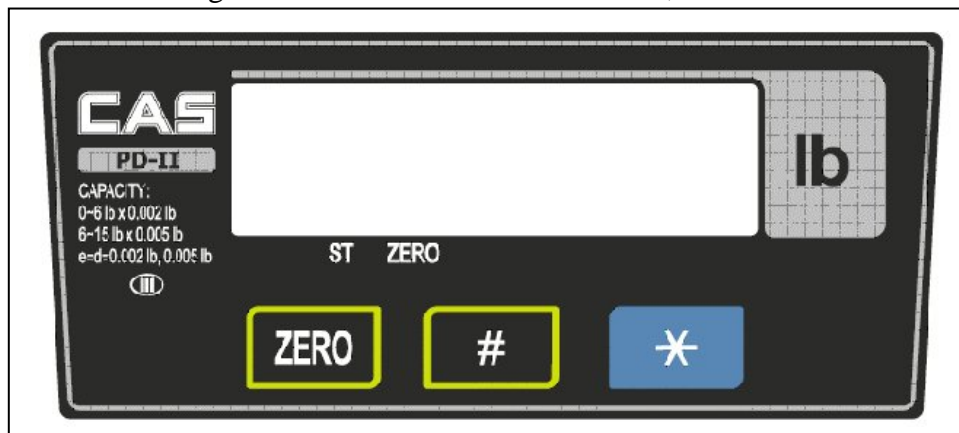 CAS
PD-II
CAPACITY:
0~6 lb x 0.002 lb
6~15 lb x 0.005 lb
e=d=0.002 lb, 0.005 lb
III
lb
ST ZERO
ZERO # *